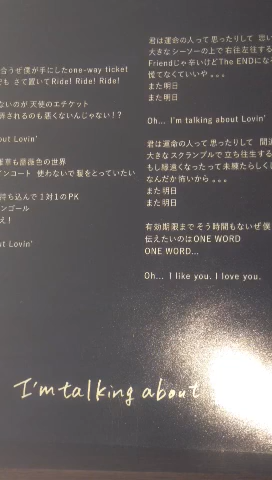 合うぜ僕が手にしたone-way ticket
でも さて置いてRide! Ride! Ride!
ないのが 天使のエチケット
されるのも 悪くないんじゃない!?
out Lovin'
も薔薇色の世界
インコート 使わないで 服をとっていたい
持ち込んで 1対1のPK
ンゴール
え!
ut Lovin'
君は運命の人って思ったりして
大きなシーソーの上で 右往左往する
Friendじゃ辛いけどThe ENDにな
慌てなくていいや 。。。
また明日
また明日
Oh... I'm talking about Lovin'
君は運命の人って思ったりして
大きなスクランブルで 立ち往生する
もし縁遠くなったって未練たらしく
なんだか怖いから 。。。
また明日
また明日
有効期限まで そう時間もないぜ 僕
伝えたいのはONE WORD
ONE WORD...
Oh... I like you. I love you.
I'm talking about